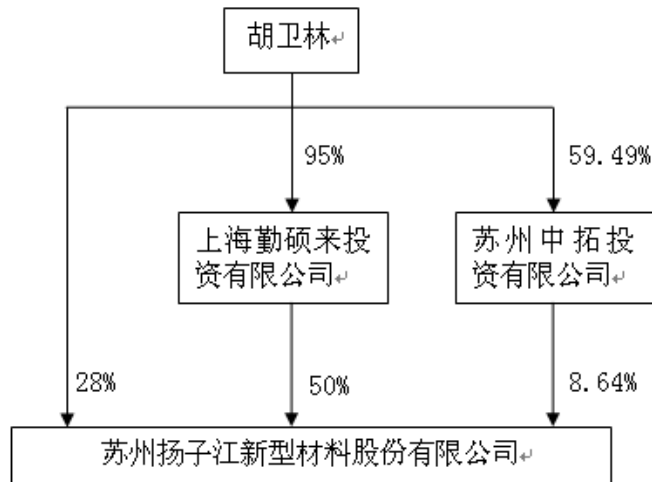 胡卫林
95%
59.49%
上海勤硕来投
资有限公司
苏州中拓投
资有限公司
28%
50%
8.64%
苏州扬子江新型材料股份有限公司